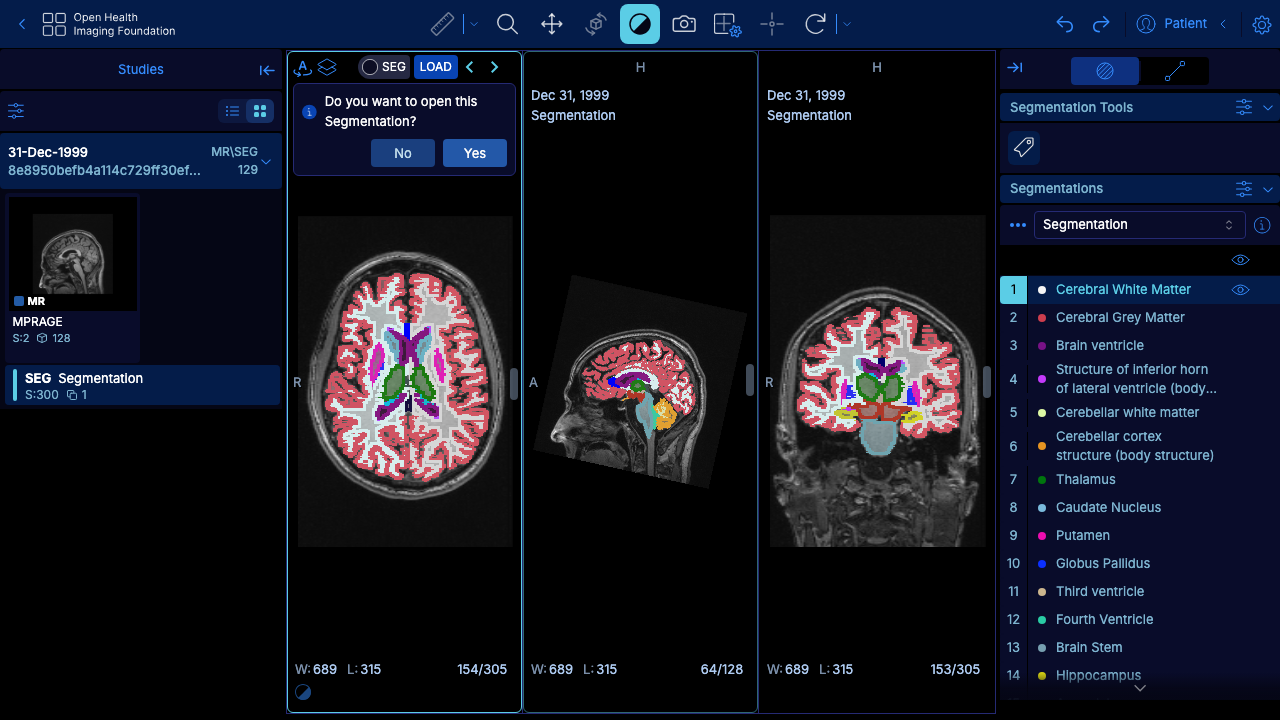 Open Health
Imaging Foundation
Patient
Studies
31-Dec-1999
MR\SEG
8e8950befb4a114c729ff30ef...
129
MR
MPRAGE
S:2 128
SEG Segmentation
S:300 1
A
SEG
LOAD
Do you want to open this
Segmentation?
No
Yes
R
W: 689 L: 315 154/305
H
Dec 31, 1999
Segmentation
A
W: 689 L: 315 64/128
H
Dec 31, 1999
Segmentation
R
W: 689 L: 315 153/305
Segmentation Tools
Segmentations
Segmentation
1 Cerebral White Matter
2 Cerebral Grey Matter
3 Brain ventricle
4 Structure of inferior horn
of lateral ventricle (body...
5 Cerebellar white matter
6 Cerebellar cortex
structure (body structure)
7 Thalamus
8 Caudate Nucleus
9 Putamen
10 Globus Pallidus
11 Third ventricle
12 Fourth Ventricle
13 Brain Stem
14 Hippocampus